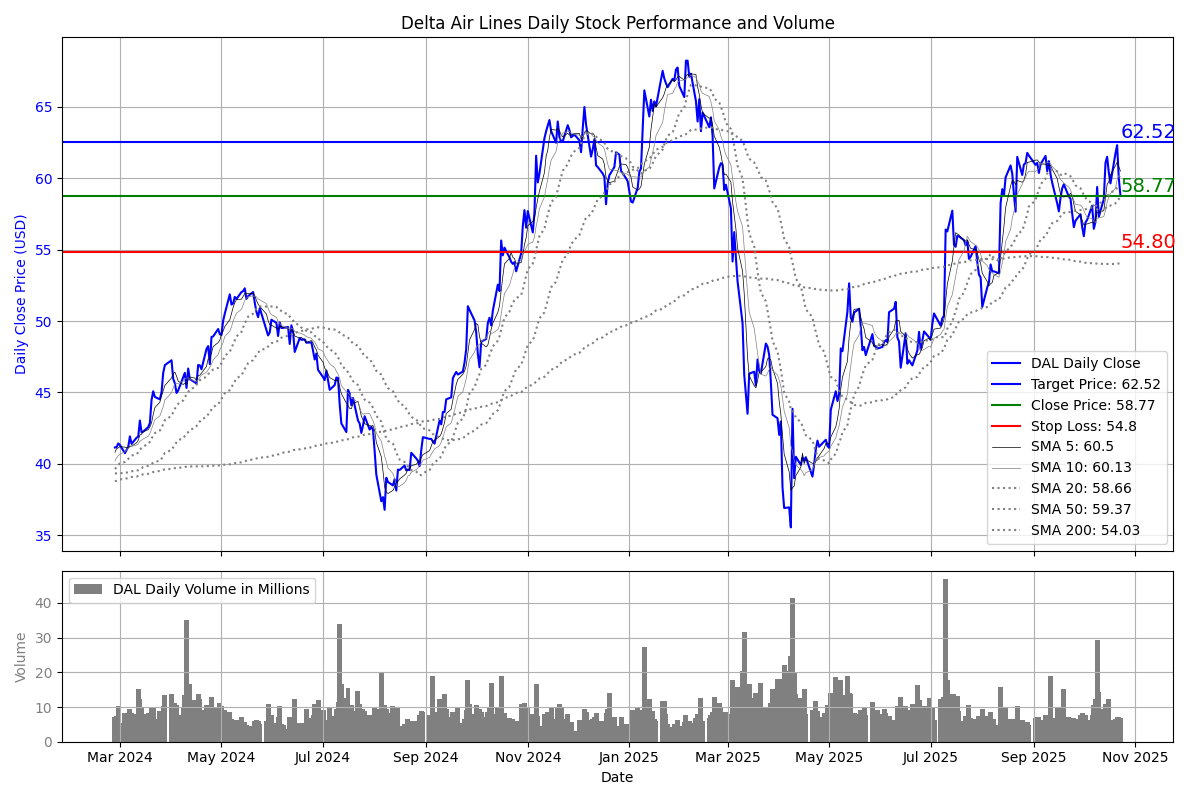 Delta Air Lines Daily Stock Performance and Volume
Daily Close Price (USD)
65
60
55
50
45
40
35
62.52
58.77
54.80
DAL Daily Close
Target Price: 62.52
Close Price: 58.77
Stop Loss: 54.8
SMA 5: 60.5
SMA 10: 60.13
SMA 20: 58.66
SMA 50: 59.37
SMA 200: 54.03
DAL Daily Volume in Millions
Volume
40
30
20
10
0
Mar 2024 May 2024 Jul 2024 Sep 2024 Nov 2024 Jan 2025 Mar 2025 May 2025 Jul 2025 Sep 2025 Nov 2025
Date